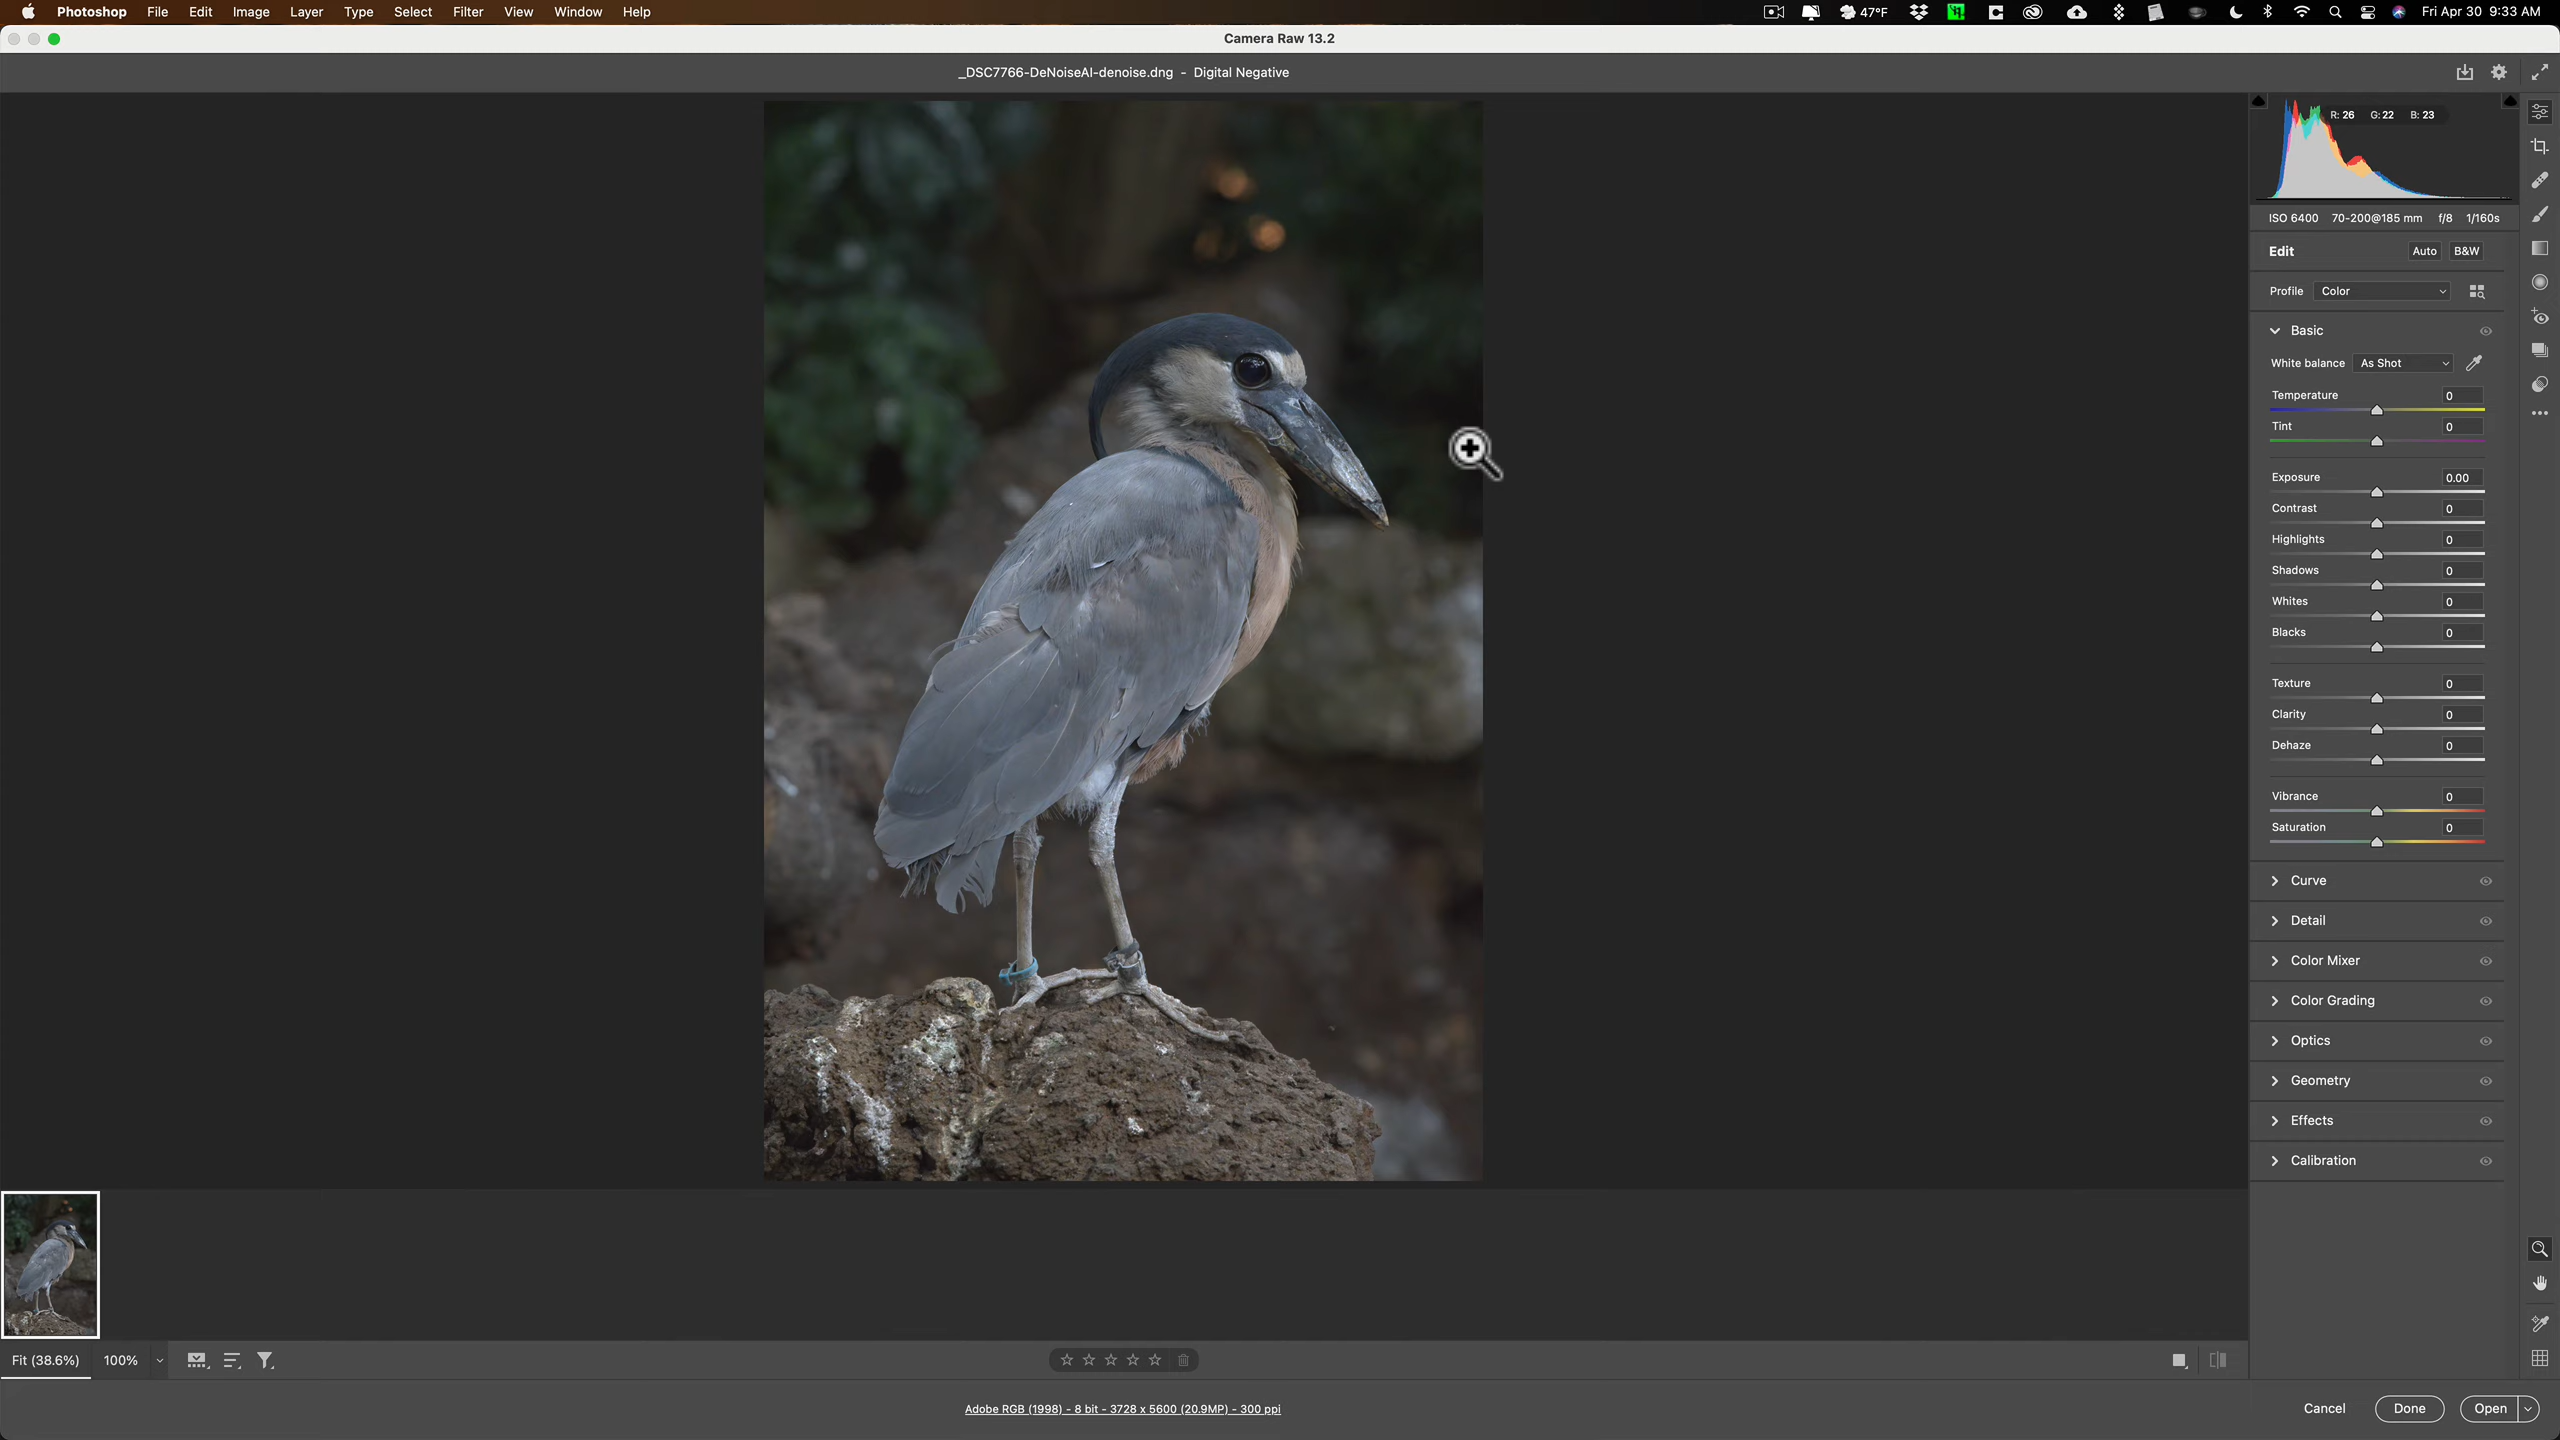 Photoshop File Edit Image Layer Type Select Filter View Window Help 47°F Fri Apr 30 9:33 AM
Camera Raw 13.2
_DSC7766-DeNoiseAI-denoise.dng - Digital Negative
R: 26 G: 22 B: 23
ISO 6400 70-200@185 mm f/8 1/160s
Edit Auto B&W
Profile Color
Basic
White balance As Shot
Temperature 0
Tint 0
Exposure 0.00
Contrast 0
Highlights 0
Shadows 0
Whites 0
Blacks 0
Texture 0
Clarity 0
Dehaze 0
Vibrance 0
Saturation 0
Curve
Detail
Color Mixer
Color Grading
Optics
Geometry
Effects
Calibration
Fit (38.6%) 100%
Adobe RGB (1998) - 8 bit - 3728 x 5600 (20.9MP) - 300 ppi
Cancel Done Open